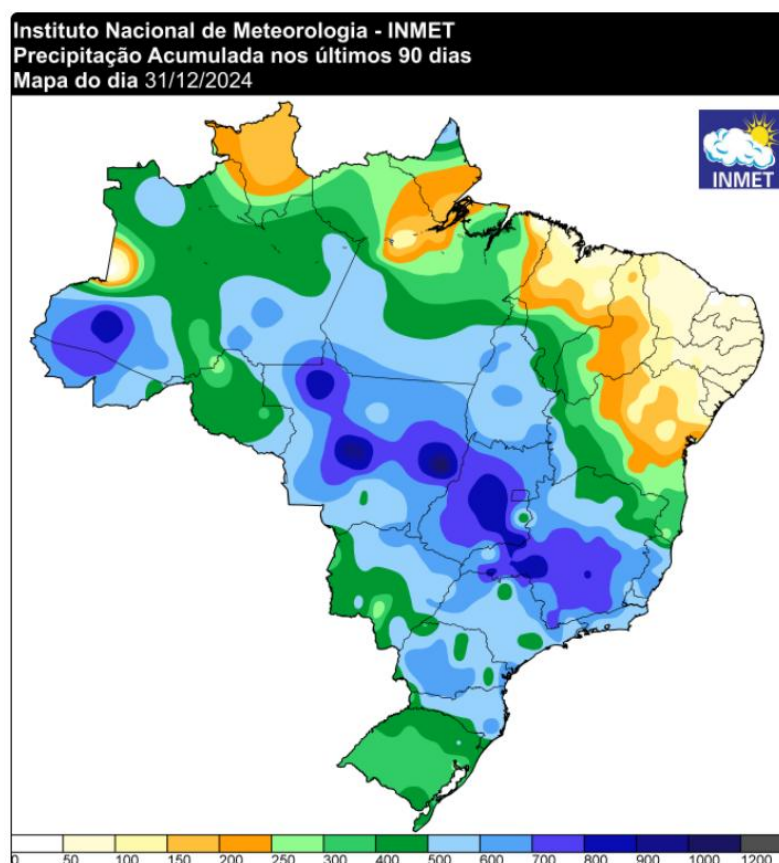 Instituto Nacional de Meteorologia - INMET
Precipitação Acumulada nos últimos 90 dias
Mapa do dia 31/12/2024
INMET
0 50 100 150 200 250 300 400 500 600 700 800 900 1000 1200